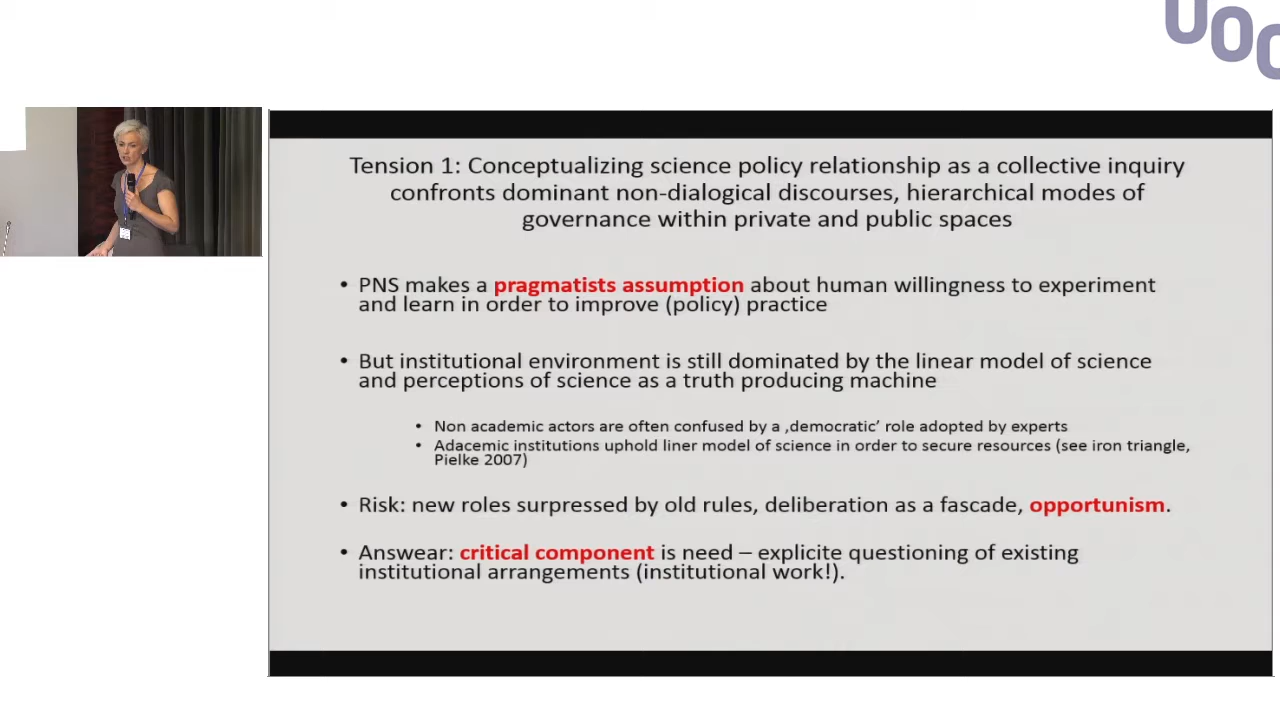 UOC
Tension 1: Conceptualizing science policy relationship as a collective inquiry
confronts dominant non-dialogical discourses, hierarchical modes of
governance within private and public spaces
• PNS makes a pragmatists assumption about human willingness to experiment
and learn in order to improve (policy) practice
• But institutional environment is still dominated by the linear model of science
and perceptions of science as a truth producing machine
• Non academic actors are often confused by a ‚democratic’ role adopted by experts
• Adacemic institutions uphold liner model of science in order to secure resources (see iron triangle,
Pielke 2007)
• Risk: new roles surpressed by old rules, deliberation as a fascade, opportunism.
• Answear: critical component is need – explicite questioning of existing
institutional arrangements (institutional work!).